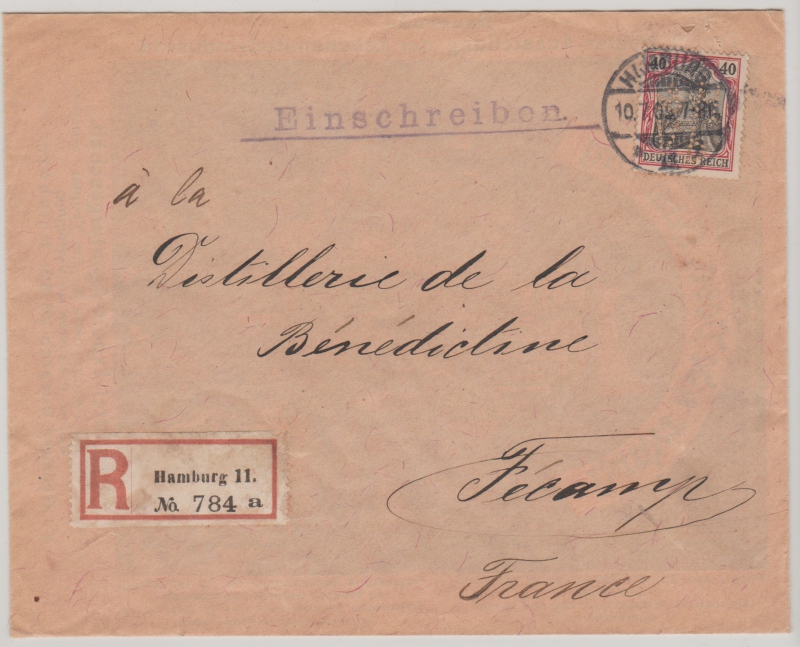 40 40
DEUTSCHES REICH
Einschreiben
à la
Distillerie de la
Bénédictine
R
Hamburg 11.
No. 784 a
Fécamp
France